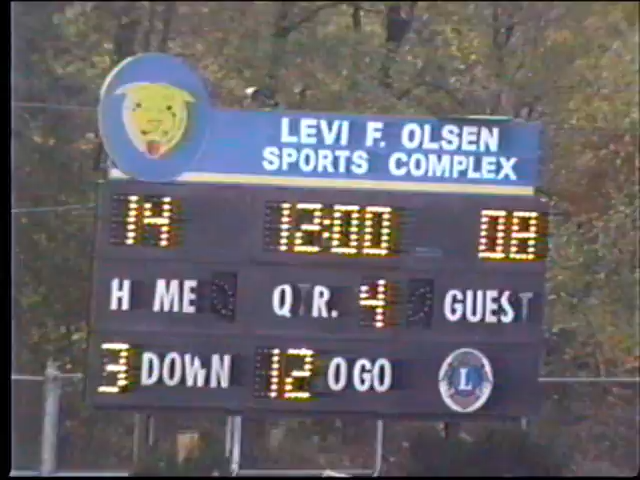 LEVI F. OLSEN
SPORTS COMPLEX
14 12:00 08
H ME QTR. 4 GUEST
3 DOWN 12 O GO
L